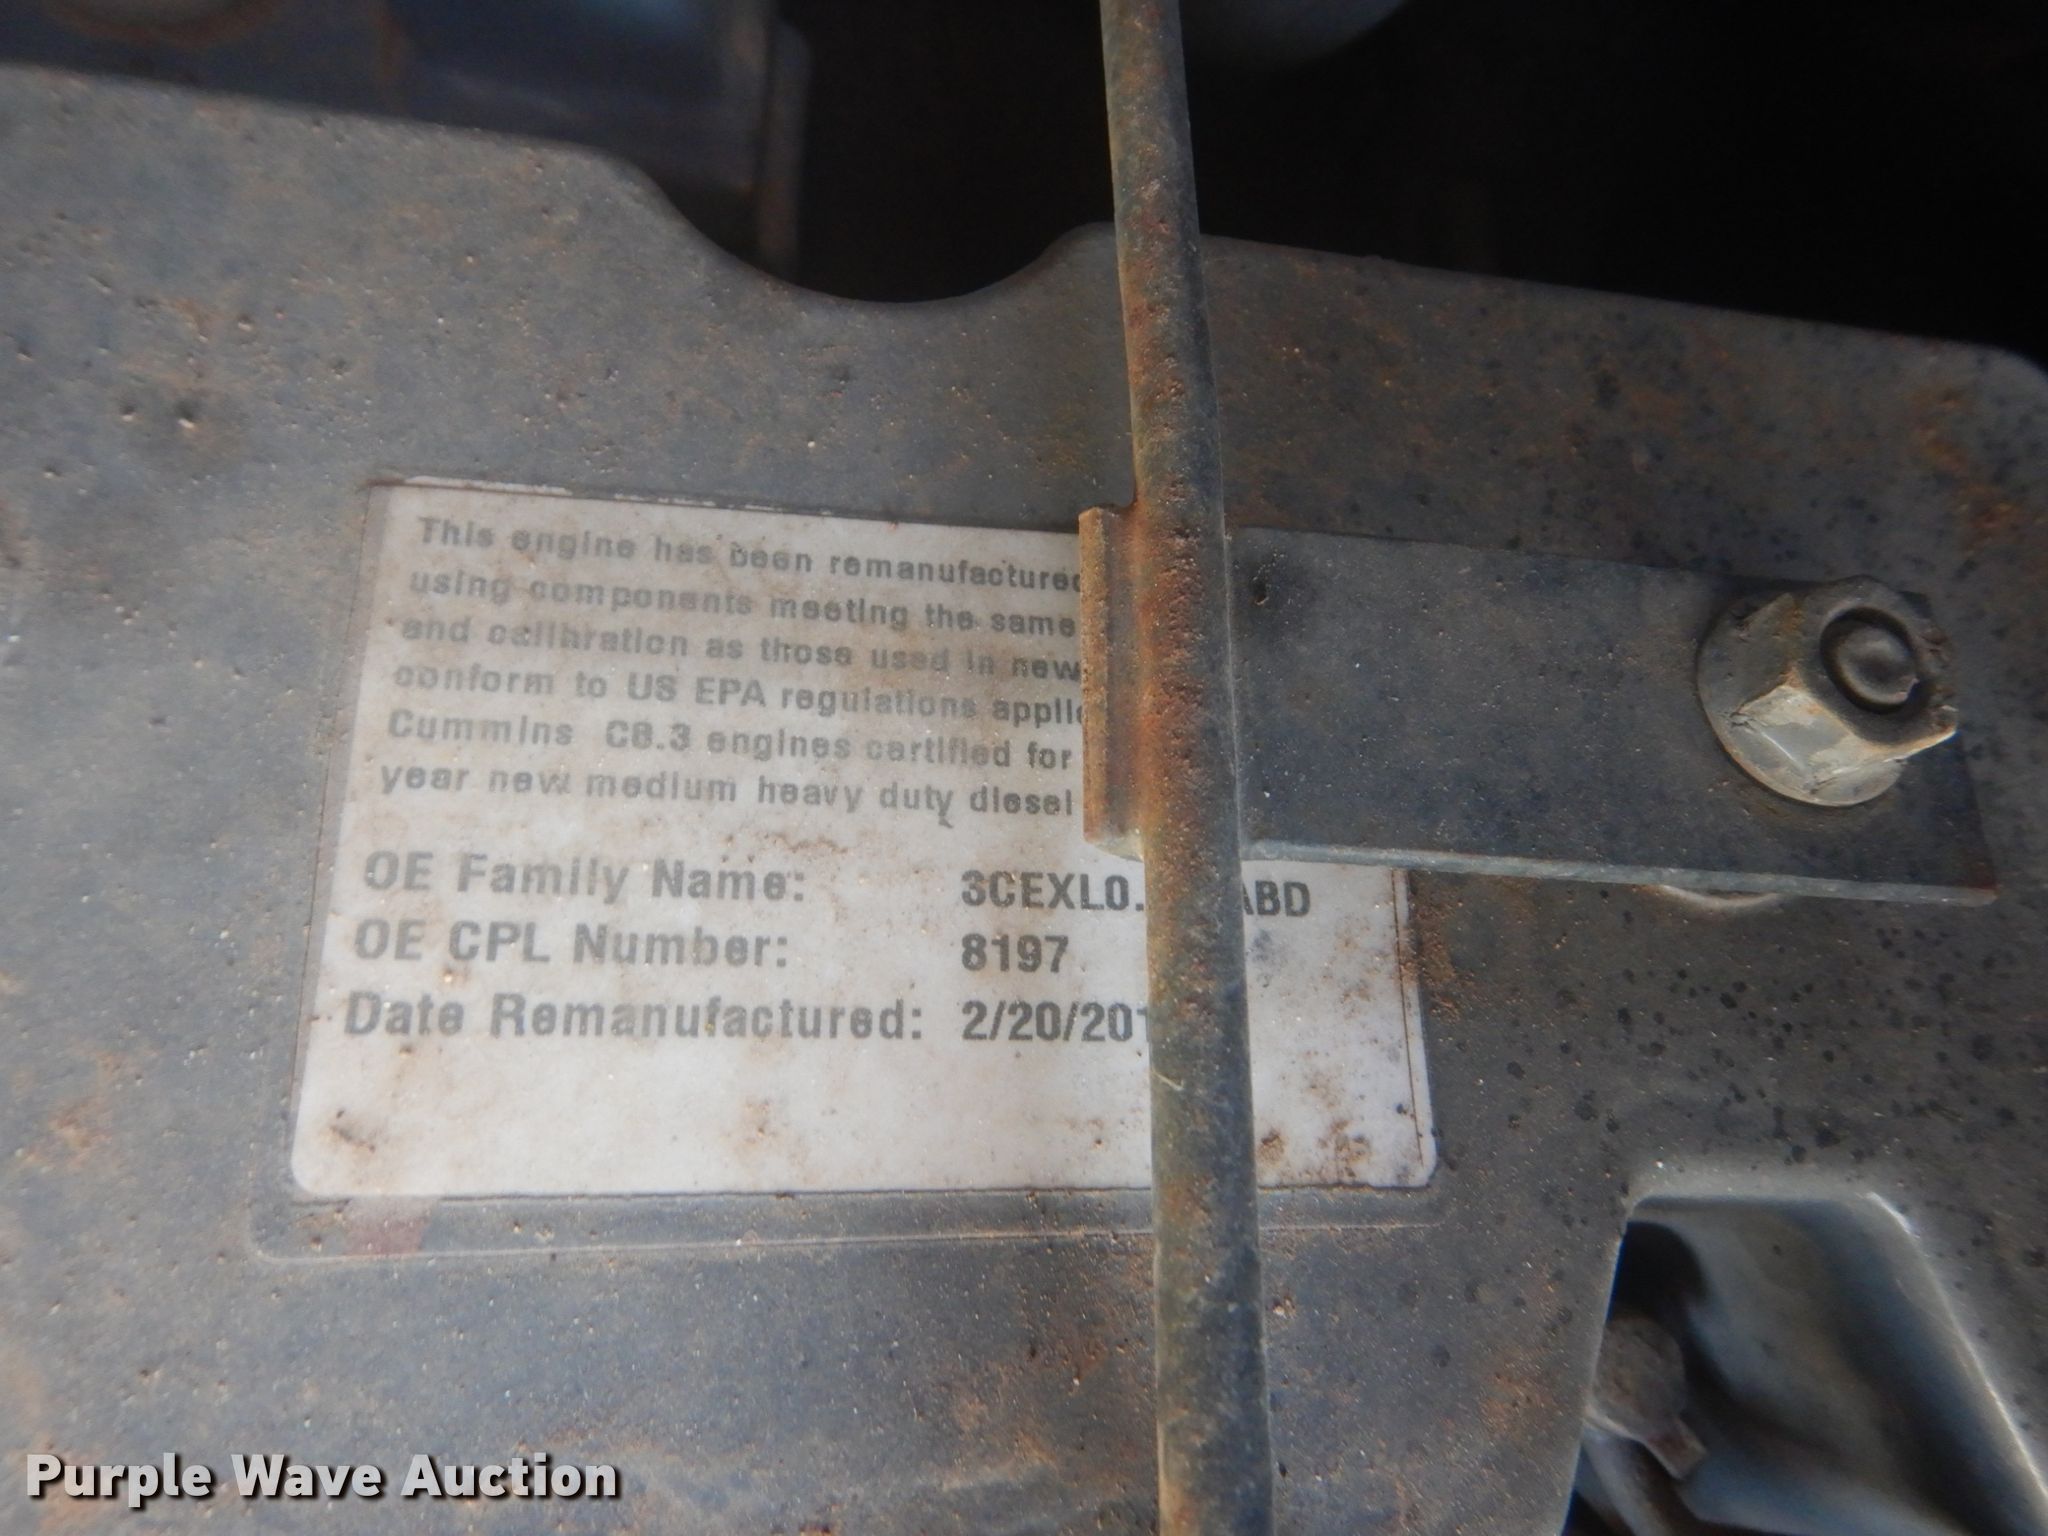 This engine has been remanufactured
using components meeting the same
and calibration as those used in new
conform to US EPA regulations applic
Cummins C8.3 engines certified for
year new medium heavy duty diesel
OE Family Name: 3CEXL0. ABD
OE CPL Number: 8197
Date Remanufactured: 2/20/201
Purple Wave Auction